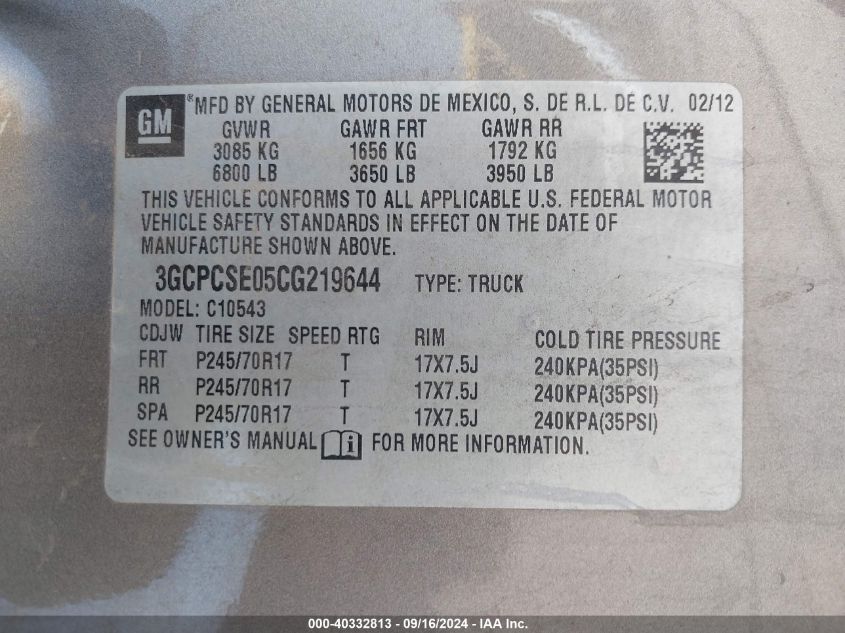 GM ® MFD BY GENERAL MOTORS DE MEXICO, S. DE R.L. DE C.V. 02/12
GVWR GAWR FRT GAWR RR
3085 KG 1656 KG 1792 KG
6800 LB 3650 LB 3950 LB
THIS VEHICLE CONFORMS TO ALL APPLICABLE U.S. FEDERAL MOTOR
VEHICLE SAFETY STANDARDS IN EFFECT ON THE DATE OF
MANUFACTURE SHOWN ABOVE.
3GCPCSE05CG219644 TYPE: TRUCK
MODEL: C10543
CDJW TIRE SIZE SPEED RTG RIM COLD TIRE PRESSURE
FRT P245/70R17 T 17X7.5J 240KPA(35PSI)
RR P245/70R17 T 17X7.5J 240KPA(35PSI)
SPA P245/70R17 T 17X7.5J 240KPA(35PSI)
SEE OWNER'S MANUAL i FOR MORE INFORMATION.
000-40332813 - 09/16/2024 - IAA Inc.